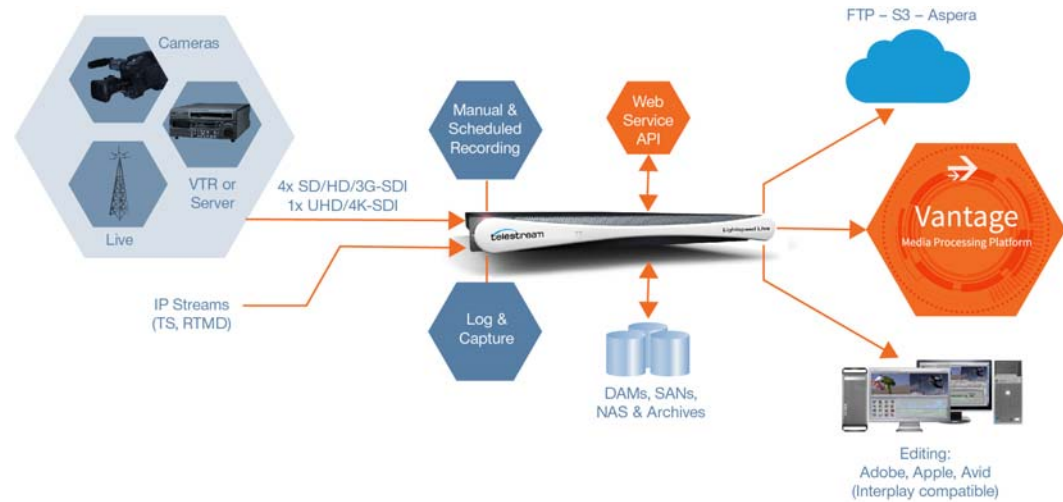 Cameras
VTR or
Server
Live
4x SD/HD/3G-SDI
1x UHD/4K-SDI
IP Streams
(TS, RTMD)
Manual &
Scheduled
Recording
Web
Service
API
telestream
Lightspeed Live
Log &
Capture
DAMs, SANs,
NAS & Archives
FTP – S3 – Aspera
Vantage
Media Processing Platform
Editing:
Adobe, Apple, Avid
(Interplay compatible)